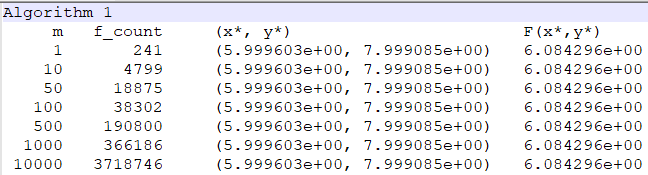 Algorithm 1
m f_count (x*, y*) F(x*,y*)
1 241 (5.999603e+00, 7.999085e+00) 6.084296e+00
10 4799 (5.999603e+00, 7.999085e+00) 6.084296e+00
50 18875 (5.999603e+00, 7.999085e+00) 6.084296e+00
100 38302 (5.999603e+00, 7.999085e+00) 6.084296e+00
500 190800 (5.999603e+00, 7.999085e+00) 6.084296e+00
1000 366186 (5.999603e+00, 7.999085e+00) 6.084296e+00
10000 3718746 (5.999603e+00, 7.999085e+00) 6.084296e+00